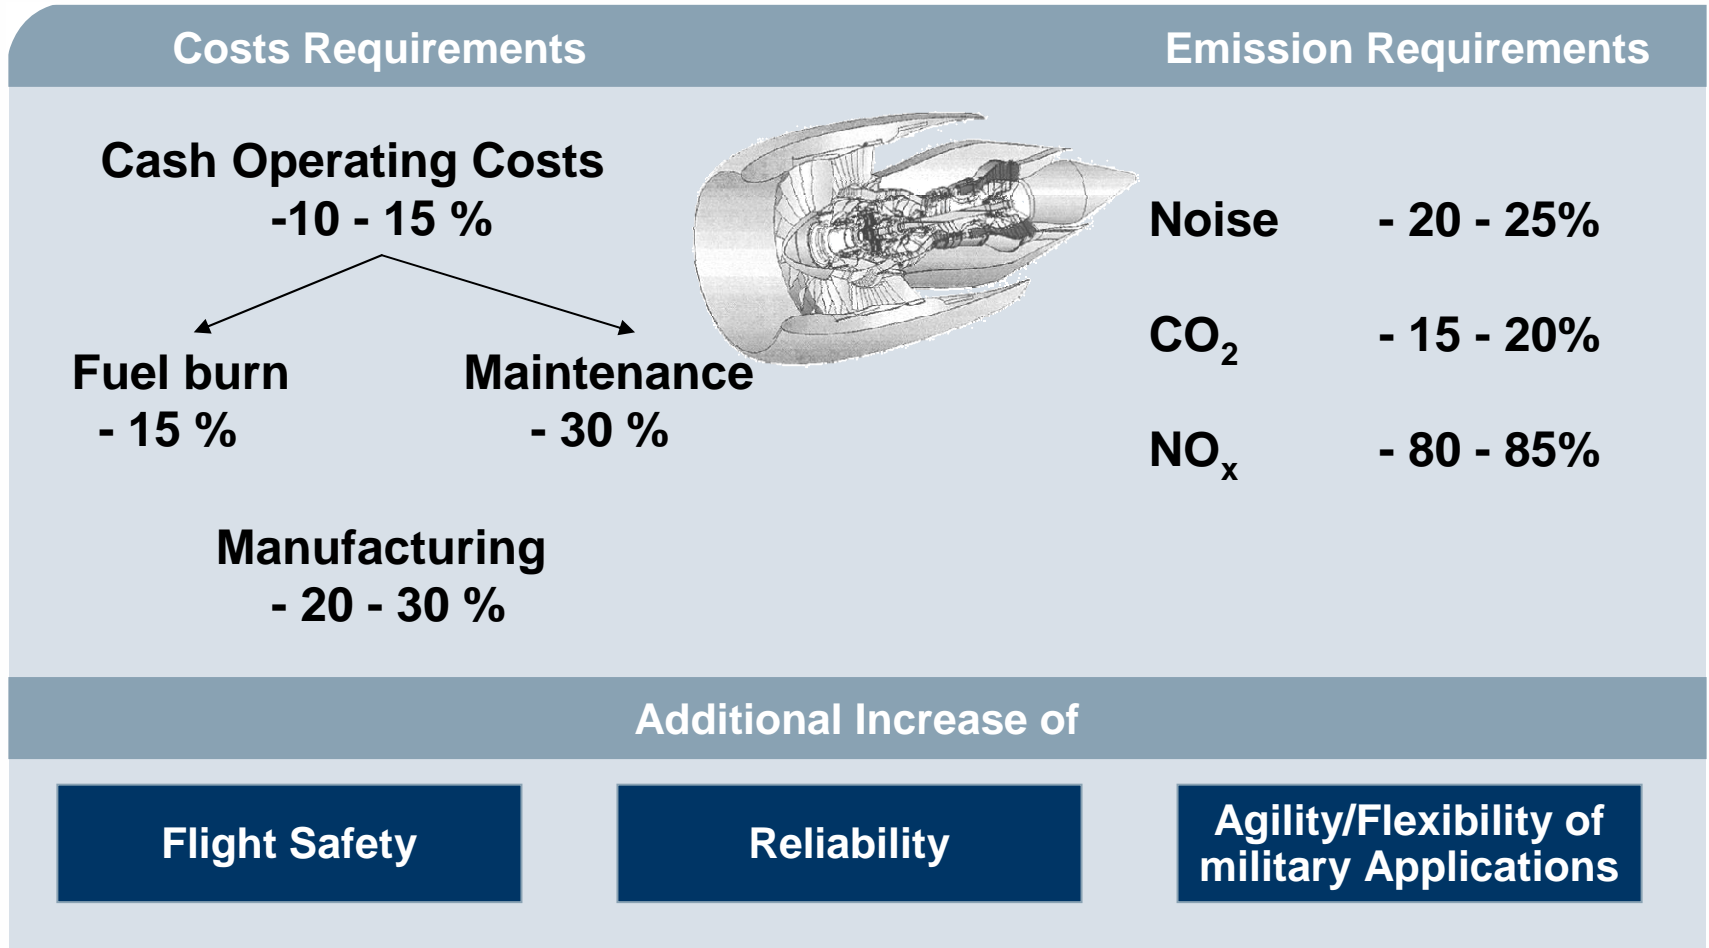 Costs Requirements
Emission Requirements
Cash Operating Costs
-10 - 15 %
Fuel burn
- 15 %
Maintenance
- 30 %
Manufacturing
- 20 - 30 %
Noise - 20 - 25%
CO₂ - 15 - 20%
NOₓ - 80 - 85%
Additional Increase of
Flight Safety
Reliability
Agility/Flexibility of
military Applications